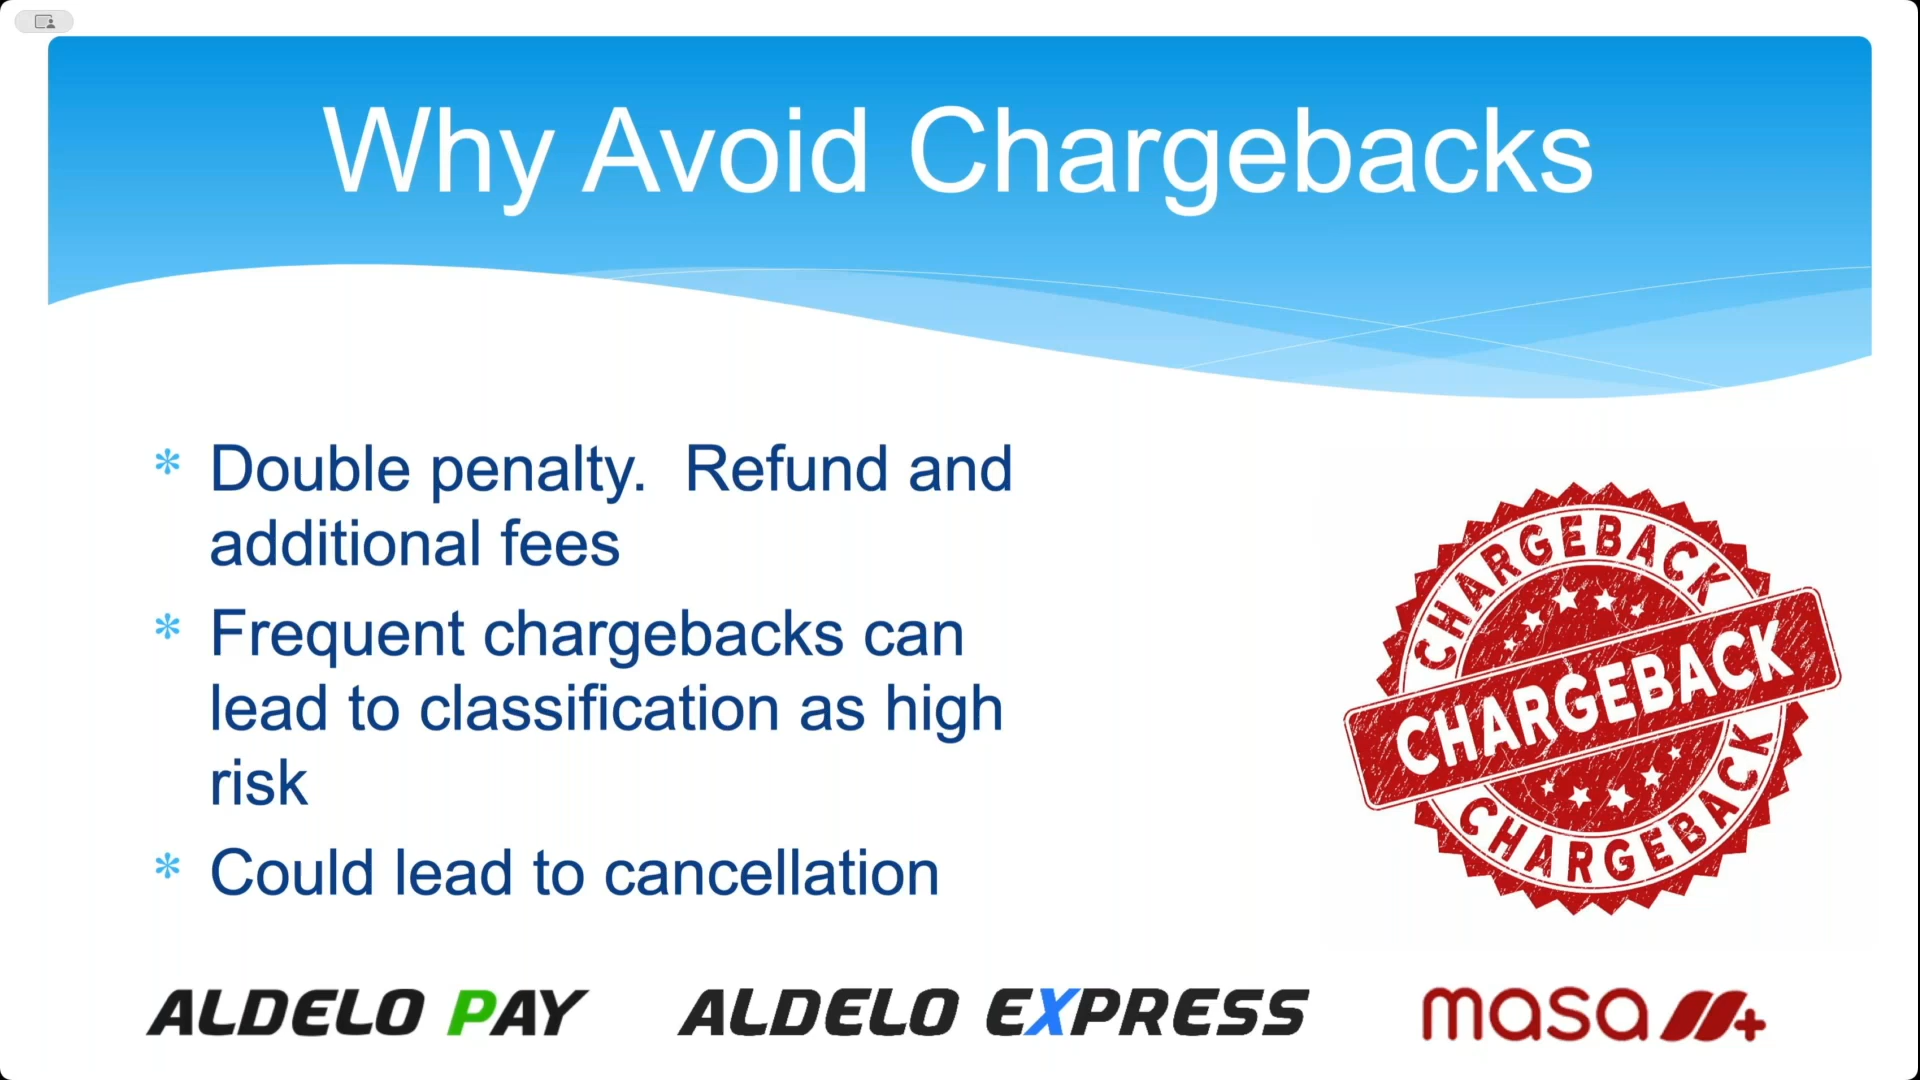 Why Avoid Chargebacks
* Double penalty.  Refund and
additional fees
* Frequent chargebacks can
lead to classification as high
risk
* Could lead to cancellation
CHARGEBACK
CHARGEBACK
CHARGEBACK
ALDELO PAY
ALDELO EXPRESS
masa